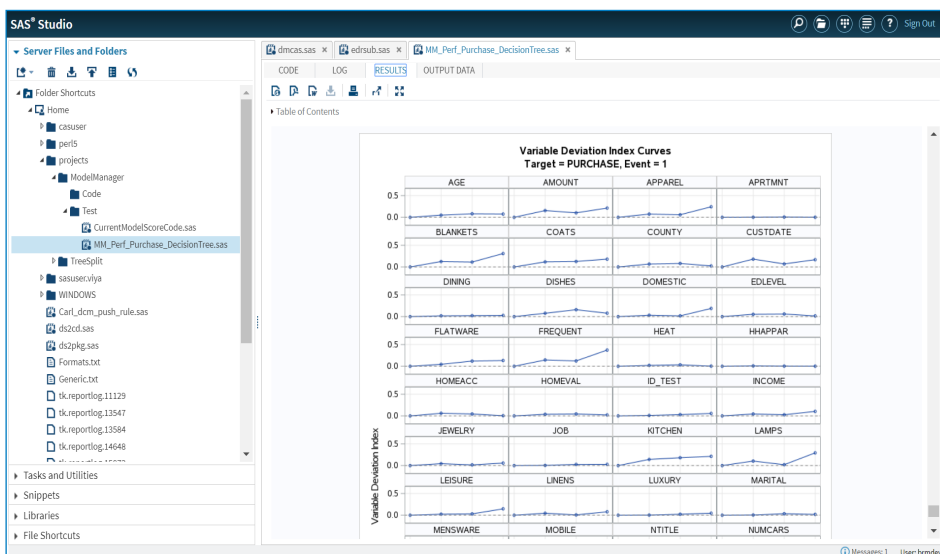 SAS® Studio
Sign Out
Server Files and Folders
Folder Shortcuts
Home
casuser
perl5
projects
ModelManager
Code
Test
CurrentModelScoreCode.sas
MM_Perf_Purchase_DecisionTree.sas
TreeSplit
sasuser.viya
WINDOWS
Carl_dcm_push_rule.sas
ds2cd.sas
ds2pkg.sas
Formats.txt
Generic.txt
tk.reportlog.11129
tk.reportlog.13547
tk.reportlog.13584
tk.reportlog.14648
Tasks and Utilities
Snippets
Libraries
File Shortcuts
dmcas.sas × edrsub.sas × MM_Perf_Purchase_DecisionTree.sas ×
CODE LOG RESULTS OUTPUT DATA
Table of Contents
Variable Deviation Index Curves
Target = PURCHASE, Event = 1
Variable Deviation Index
AGE AMOUNT APPAREL APRTMNT
0.5
0.0
BLANKETS COATS COUNTY CUSTDATE
0.5
0.0
DINING DISHES DOMESTIC EDLEVEL
0.5
0.0
FLATWARE FREQUENT HEAT HHAPPAR
0.5
0.0
HOMEACC HOMEVAL ID_TEST INCOME
0.5
0.0
JEWELRY JOB KITCHEN LAMPS
0.5
0.0
LEISURE LINENS LUXURY MARITAL
0.5
0.0
MENSWARE MOBILE NTITLE NUMCARS
Messages: 1 User: brmdev